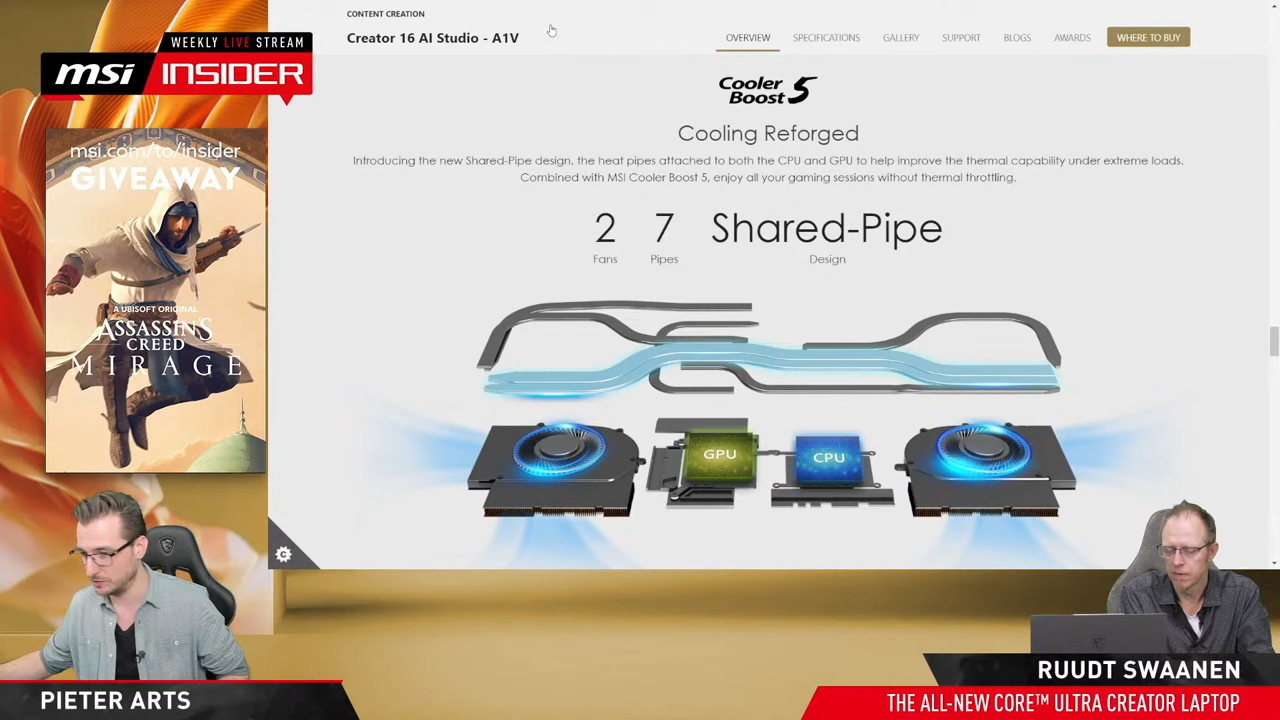 CONTENT CREATION
Creator 16 AI Studio - A1V
OVERVIEW
SPECIFICATIONS
GALLERY
SUPPORT
BLOGS
AWARDS
WHERE TO BUY
WEEKLY LIVE STREAM
msi INSIDER
msi.com/to/insider
GIVEAWAY
A UBISOFT ORIGINAL
ASSASSIN'S
CREED
MIRAGE
Cooler
Boost 5
Cooling Reforged
Introducing the new Shared-Pipe design, the heat pipes attached to both the CPU and GPU to help improve the thermal capability under extreme loads.
Combined with MSI Cooler Boost 5, enjoy all your gaming sessions without thermal throttling.
2 7 Shared-Pipe
Fans Pipes Design
GPU
CPU
PIETER ARTS
RUUDT SWAANEN
THE ALL-NEW CORE™ ULTRA CREATOR LAPTOP